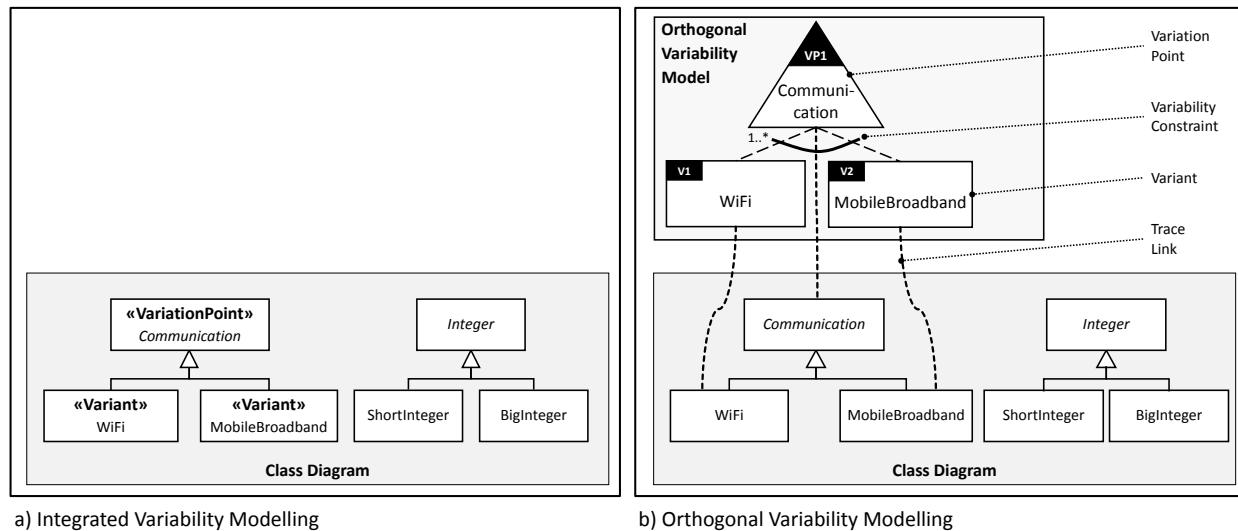 «VariationPoint»
Communication
Integer
«Variant»
WiFi
«Variant»
MobileBroadband
ShortInteger
BigInteger
Class Diagram
a) Integrated Variability Modelling
Orthogonal
Variability
Model
VP1
Communi-
cation
1..*
V1
WiFi
V2
MobileBroadband
Variation
Point
Variability
Constraint
Variant
Trace
Link
Communication
Integer
WiFi
MobileBroadband
ShortInteger
BigInteger
Class Diagram
b) Orthogonal Variability Modelling